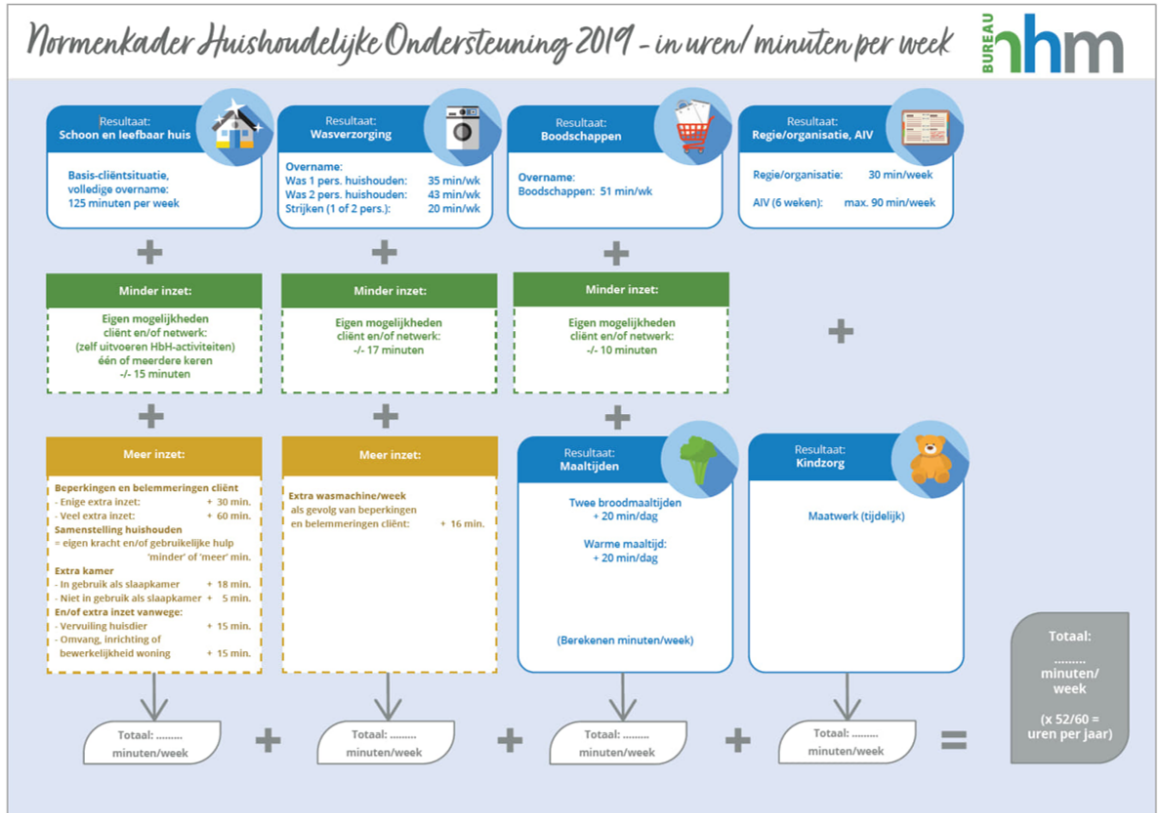 Normenkader Huishoudelijke Ondersteuning 2019 - in uren/ minuten per week
BUREAU
nhm
Resultaat:
Schoon en leefbaar huis
Basis-cliëntsituatie,
volledige overname:
125 minuten per week
Resultaat:
Wasverzorging
Overname:
Was 1 pers. huishouden: 35 min/wk
Was 2 pers. huishouden: 43 min/wk
Strijken (1 of 2 pers.): 20 min/wk
Resultaat:
Boodschappen
Overname:
Boodschappen: 51 min/wk
Resultaat:
Regie/organisatie, AIV
Regie/organisatie: 30 min/week
AIV (6 weken): max. 90 min/week
+
+
+
Minder inzet:
Eigen mogelijkheden
cliënt en/of netwerk:
(zelf uitvoeren HbH-activiteiten)
één of meerdere keren
-/- 15 minuten
Minder inzet:
Eigen mogelijkheden
cliënt en/of netwerk:
-/- 17 minuten
Minder inzet:
Eigen mogelijkheden
cliënt en/of netwerk:
-/- 10 minuten
+
+
+
+
Meer inzet:
Beperkingen en belemmeringen cliënt
- Enige extra inzet: + 30 min.
- Veel extra inzet: + 60 min.
Samenstelling huishouden
= eigen kracht en/of gebruikelijke hulp
'minder' of 'meer' min.
Extra kamer
- In gebruik als slaapkamer + 18 min.
- Niet in gebruik als slaapkamer + 5 min.
En/of extra inzet vanwege:
- Vervuiling huisdier + 15 min.
- Omvang, inrichting of
bewerkelijkheid woning + 15 min.
Meer inzet:
Extra wasmachine/week
als gevolg van beperkingen
en belemmeringen cliënt: + 16 min.
Resultaat:
Maaltijden
Twee broodmaaltijden
+ 20 min/dag
Warme maaltijd:
+ 20 min/dag
(Berekenen minuten/week)
Resultaat:
Kindzorg
Maatwerk (tijdelijk)
Totaal: .........
minuten/week
+
Totaal: .........
minuten/week
+
Totaal: .........
minuten/week
+
Totaal: .........
minuten/week
=
Totaal:
.........
minuten/
week
(x 52/60 =
uren per jaar)